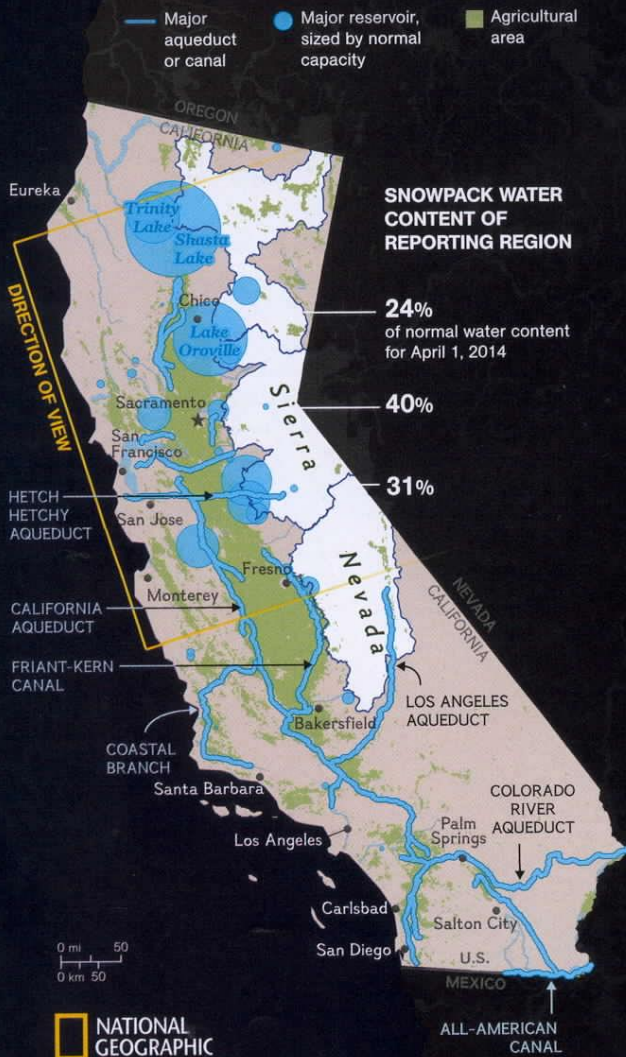 Major
aqueduct
or canal
Major reservoir,
sized by normal
capacity
Agricultural
area
OREGON
CALIFORNIA
Eureka
Trinity
Lake
Shasta
Lake
SNOWPACK WATER
CONTENT OF
REPORTING REGION
DIRECTION OF VIEW
Chico
24%
of normal water content
for April 1, 2014
Lake
Oroville
Sacramento
40%
Sierra
San
Francisco
31%
HETCH
HETCHY
AQUEDUCT
San Jose
Nevada
Fresno
Monterey
NEVADA
CALIFORNIA
CALIFORNIA
AQUEDUCT
FRIANT-KERN
CANAL
LOS ANGELES
AQUEDUCT
Bakersfield
COASTAL
BRANCH
Santa Barbara
COLORADO
RIVER
AQUEDUCT
Los Angeles
Palm
Springs
Carlsbad
Salton City
San Diego
0 mi 50
0 km 50
U.S.
MEXICO
NATIONAL
GEOGRAPHIC
ALL-AMERICAN
CANAL